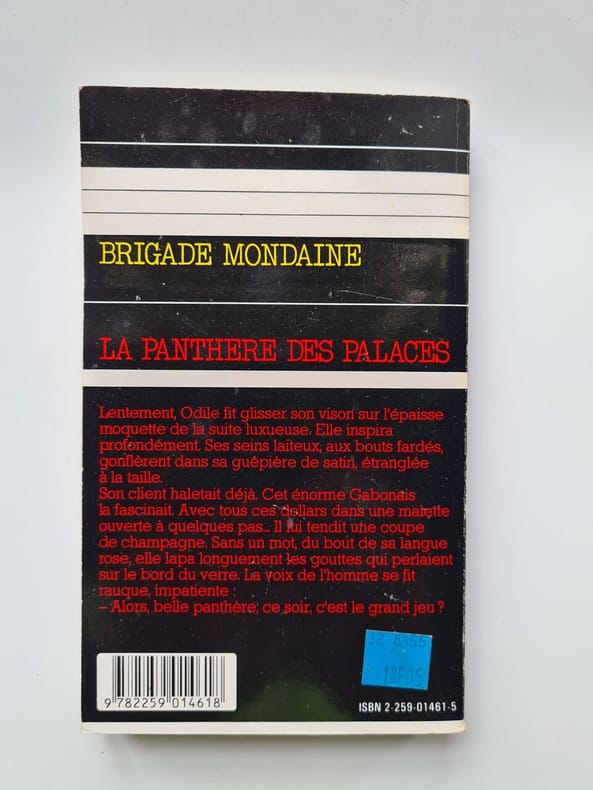 BRIGADE MONDAINE
LA PANTHERE DES PALACES
Lentement, Odile fit glisser son vison sur l'épaisse
moquette de la suite luxueuse. Elle inspira
profondément. Ses seins laiteux, aux bouts fardés,
gonflèrent dans sa guêpière de satin, étranglée
à la taille.
Son client haletait déjà. Cet énorme Gabonais
la fascinait. Avec tous ces dollars dans une malette
ouverte à quelques pas... Il lui tendit une coupe
de champagne. Sans un mot, du bout de sa langue
rose, elle lapa longuement les gouttes qui perlaient
sur le bord du verre. La voix de l'homme se fit
rauque, impatiente :
– Alors, belle panthère, ce soir, c'est le grand jeu ?
32 8355
18F05
9 782259 014618
ISBN 2-259-01461-5